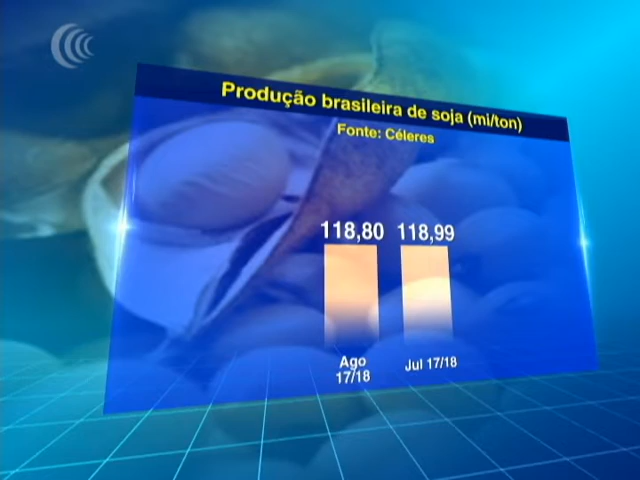 Produção brasileira de soja (mi/ton)
Fonte: Céleres
118,80 118,99
Ago Jul 17/18
17/18